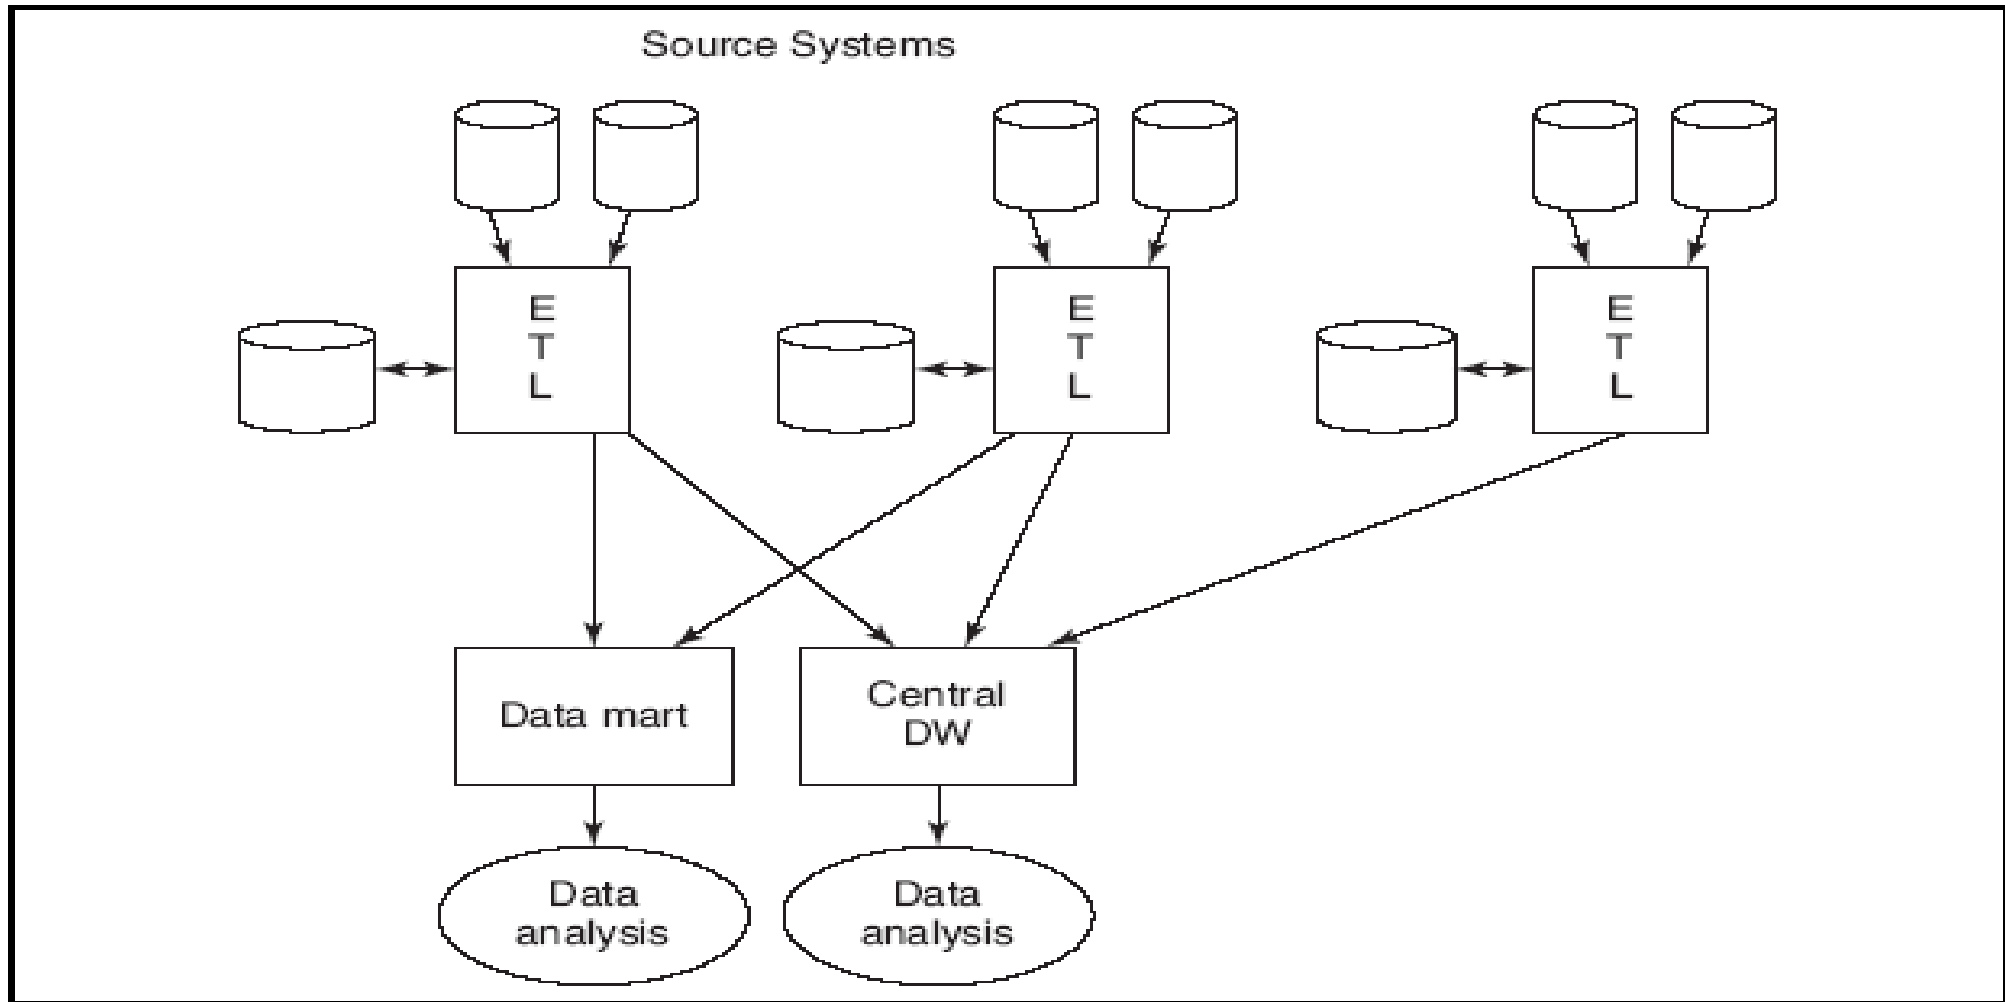 Source Systems
E
T
L
E
T
L
E
T
L
Data mart
Central
DW
Data
analysis
Data
analysis